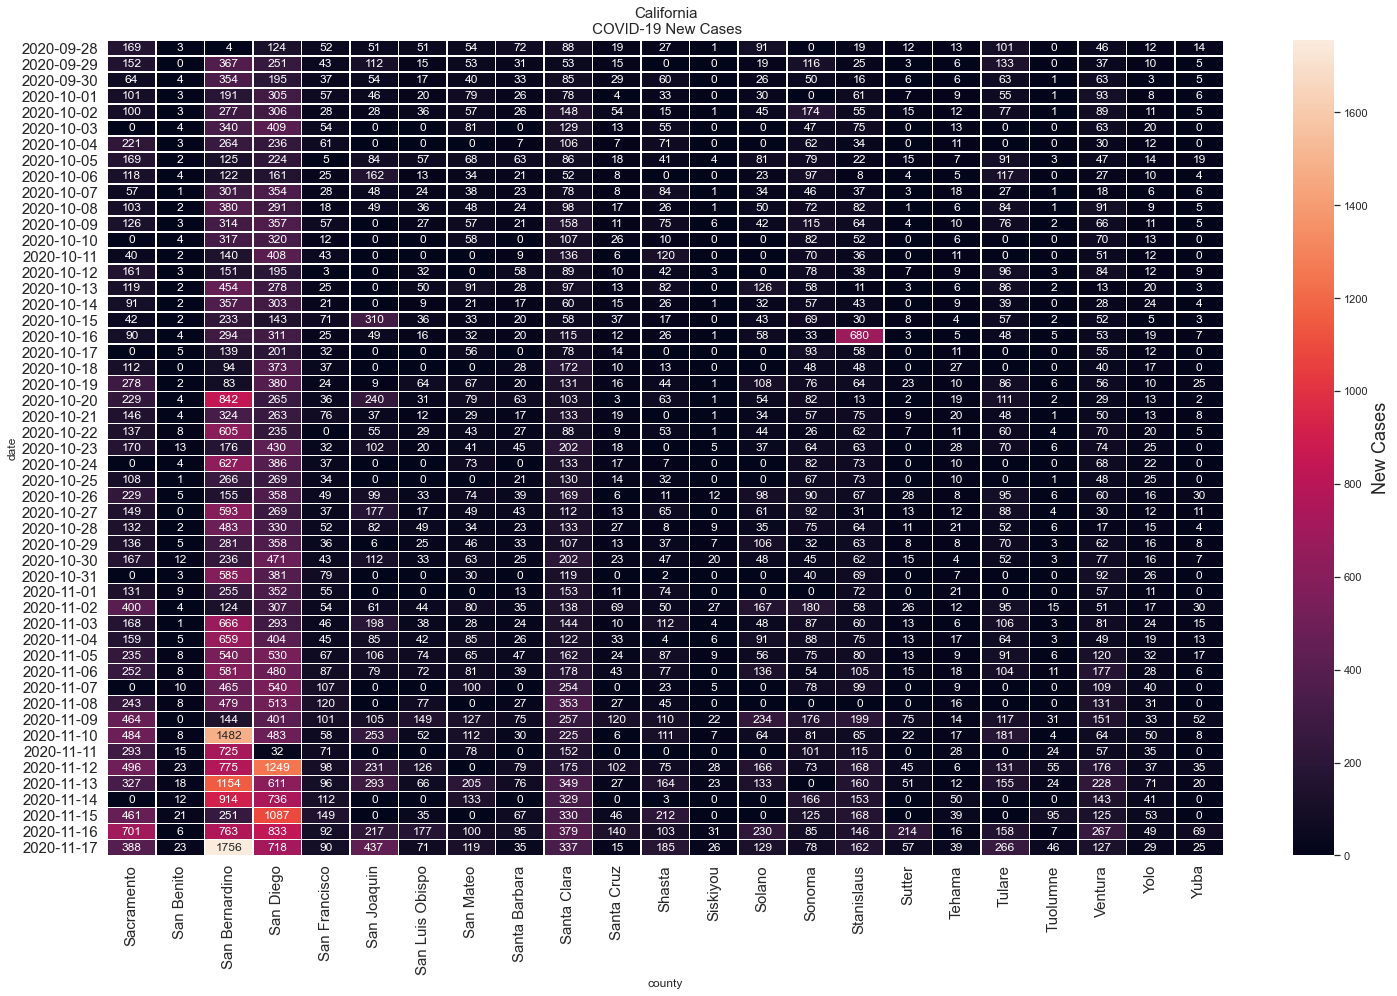 California
COVID-19 New Cases
2020-09-28 169 3 4 124 52 51 51 54 72 88 19 27 1 91 0 19 12 13 101 0 46 12 14
2020-09-29 152 0 367 251 43 112 15 53 31 53 15 0 0 19 116 25 3 6 133 0 37 10 5
2020-09-30 64 4 354 195 37 54 17 40 33 85 29 60 0 26 50 16 6 6 63 1 63 3 5
2020-10-01 101 3 191 305 57 46 20 79 26 78 4 33 0 30 0 61 7 9 55 1 93 8 6
2020-10-02 100 3 277 306 28 28 36 57 26 148 54 15 1 45 174 55 15 12 77 1 89 11 5
2020-10-03 0 4 340 409 54 0 0 81 0 129 13 55 0 0 47 75 0 13 0 0 63 20 0
2020-10-04 221 3 264 236 61 0 0 0 7 106 7 71 0 0 62 34 0 11 0 0 30 12 0
2020-10-05 169 2 125 224 5 84 57 68 63 86 18 41 4 81 79 22 15 7 91 3 47 14 19
2020-10-06 118 4 122 161 25 162 13 34 21 52 8 0 0 23 97 8 4 5 117 0 27 10 4
2020-10-07 57 1 301 354 28 48 24 38 23 78 8 84 1 34 46 37 3 18 27 1 18 6 6
2020-10-08 103 2 380 291 18 49 36 48 24 98 17 26 1 50 72 82 1 6 84 1 91 9 5
2020-10-09 126 3 314 357 57 0 27 57 21 158 11 75 6 42 115 64 4 10 76 2 66 11 5
2020-10-10 0 4 317 320 12 0 0 58 0 107 26 10 0 0 82 52 0 6 0 0 70 13 0
2020-10-11 40 2 140 408 43 0 0 0 9 136 6 120 0 0 70 36 0 11 0 0 51 12 0
2020-10-12 161 3 151 195 3 0 32 0 58 89 10 42 3 0 78 38 7 9 96 3 84 12 9
2020-10-13 119 2 454 278 25 0 50 91 28 97 13 82 0 126 58 11 3 6 86 2 13 20 3
2020-10-14 91 2 357 303 21 0 9 21 17 60 15 26 1 32 57 43 0 9 39 0 28 24 4
2020-10-15 42 2 233 143 71 310 36 33 20 58 37 17 0 43 69 30 8 4 57 2 52 5 3
2020-10-16 90 4 294 311 25 49 16 32 20 115 12 26 1 58 33 680 3 5 48 5 53 19 7
2020-10-17 0 5 139 201 32 0 0 56 0 78 14 0 0 0 93 58 0 11 0 0 55 12 0
2020-10-18 112 0 94 373 37 0 0 0 28 172 10 13 0 0 48 48 0 27 0 0 40 17 0
2020-10-19 278 2 83 380 24 9 64 67 20 131 16 44 1 108 76 64 23 10 86 6 56 10 25
2020-10-20 229 4 842 265 36 240 31 79 63 103 3 63 1 54 82 13 2 19 111 2 29 13 2
2020-10-21 146 4 324 263 76 37 12 29 17 133 19 0 1 34 57 75 9 20 48 1 50 13 8
2020-10-22 137 8 605 235 0 55 29 43 27 88 9 53 1 44 26 62 7 11 60 4 70 20 5
2020-10-23 170 13 176 430 32 102 20 41 45 202 18 0 5 37 64 63 0 28 70 6 74 25 0
2020-10-24 0 4 627 386 37 0 0 73 0 133 17 7 0 0 82 73 0 10 0 0 68 22 0
2020-10-25 108 1 266 269 34 0 0 0 21 130 14 32 0 0 67 73 0 10 0 1 48 25 0
2020-10-26 229 5 155 358 49 99 33 74 39 169 6 11 12 98 90 67 28 8 95 6 60 16 30
2020-10-27 149 0 593 269 37 177 17 49 43 112 13 65 0 61 92 31 13 12 88 4 30 12 11
2020-10-28 132 2 483 330 52 82 49 34 23 133 27 8 9 35 75 64 11 21 52 6 17 15 4
2020-10-29 136 5 281 358 36 6 25 46 33 107 13 37 7 106 32 63 8 8 70 3 62 16 8
2020-10-30 167 12 236 471 43 112 33 63 25 202 23 47 20 48 45 62 15 4 52 3 77 16 7
2020-10-31 0 3 585 381 79 0 0 30 0 119 0 2 0 0 40 69 0 7 0 0 92 26 0
2020-11-01 131 9 255 352 55 0 0 0 13 153 11 74 0 0 0 72 0 21 0 0 57 11 0
2020-11-02 400 4 124 307 54 61 44 80 35 138 69 50 27 167 180 58 26 12 95 15 51 17 30
2020-11-03 168 1 666 293 46 198 38 28 24 144 10 112 4 48 87 60 13 6 106 3 81 24 15
2020-11-04 159 5 659 404 45 85 42 85 26 122 33 4 6 91 88 75 13 17 64 3 49 19 13
2020-11-05 235 8 540 530 67 106 74 65 47 162 24 87 9 56 75 80 13 9 91 6 120 32 17
2020-11-06 252 8 581 480 87 79 72 81 39 178 43 77 0 136 54 105 15 18 104 11 177 28 6
2020-11-07 0 10 465 540 107 0 0 100 0 254 0 23 5 0 78 99 0 9 0 0 109 40 0
2020-11-08 243 8 479 513 120 0 77 0 27 353 27 45 0 0 0 0 0 16 0 0 131 31 0
2020-11-09 464 0 144 401 101 105 149 127 75 257 120 110 22 234 176 199 75 14 117 31 151 33 52
2020-11-10 484 8 1482 483 58 253 52 112 30 225 6 111 7 64 81 65 22 17 181 4 64 50 8
2020-11-11 293 15 725 32 71 0 0 78 0 152 0 0 0 0 101 115 0 28 0 24 57 35 0
2020-11-12 496 23 775 1249 98 231 126 0 79 175 102 75 28 166 73 168 45 6 131 55 176 37 35
2020-11-13 327 18 1154 611 96 293 66 205 76 349 27 164 23 133 0 160 51 12 155 24 228 71 20
2020-11-14 0 12 914 736 112 0 0 133 0 329 0 3 0 0 166 153 0 50 0 0 143 41 0
2020-11-15 461 21 251 1087 149 0 35 0 67 330 46 212 0 0 125 168 0 16 0 95 125 53 0
2020-11-16 701 6 763 833 92 217 177 100 95 379 140 103 31 230 85 146 214 16 158 7 267 49 69
2020-11-17 388 23 1756 718 90 437 71 119 35 337 15 185 26 129 78 162 57 39 266 46 127 29 25
date
Sacramento San Benito San Bernardino San Diego San Francisco San Joaquin San Luis Obispo San Mateo Santa Barbara Santa Clara Santa Cruz Shasta Siskiyou Solano Sonoma Stanislaus Sutter Tehama Tulare Tuolumne Ventura Yolo Yuba
county
1600
1400
1200
1000
800
600
400
200
0
New Cases